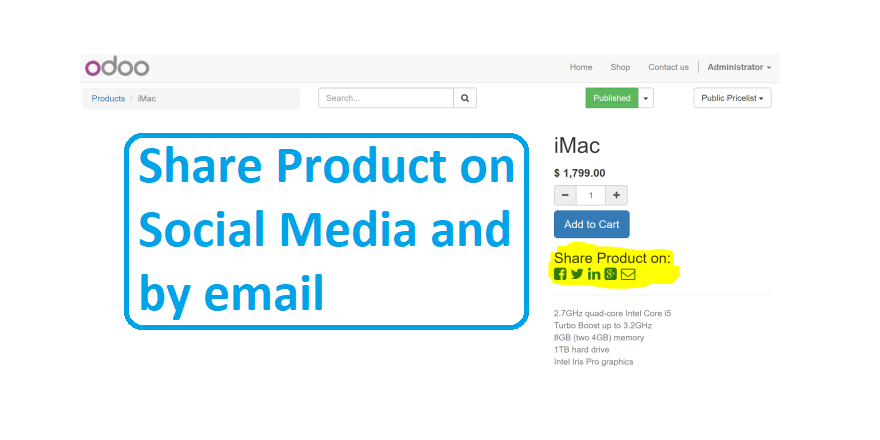 odoo
Home Shop Contact us Administrator
Products / iMac
Search...
Published
Public Pricelist
Share Product on
Social Media and
by email
iMac
$ 1,799.00
- 1 +
Add to Cart
Share Product on:
2.7GHz quad-core Intel Core i5
Turbo Boost up to 3.2GHz
8GB (two 4GB) memory
1TB hard drive
Intel Iris Pro graphics